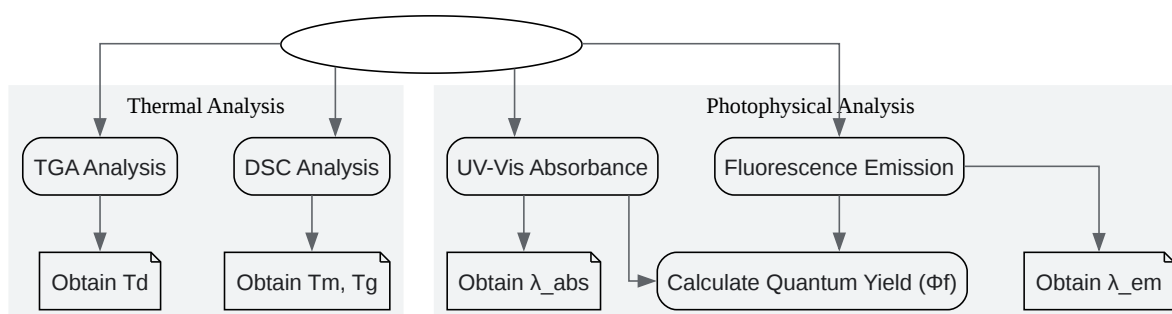 Thermal Analysis
Photophysical Analysis
TGA Analysis
DSC Analysis
UV-Vis Absorbance
Fluorescence Emission
Obtain Td
Obtain Tm, Tg
Obtain λ_abs
Calculate Quantum Yield (Φf)
Obtain λ_em